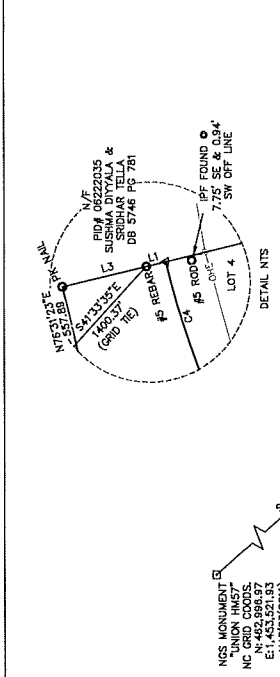 N76°31'23"E
557.89'
PK NAIL
N/F
PID# 06222035
SUSHMA DIYYALA &
SRIDHAR TELLA
DB 5746 PG 781
L3
S41°33'35"E
1400.37'
(GRID TIE)
#5 REBAR
L1
C4
#5 ROD
IPF FOUND
7.75' SE & 0.94'
SW OFF LINE
OHE
LOT 4
DETAIL NTS
NGS MONUMENT
"UNION HM57"
NC GRID COODS.
N: 462,996.97
E: 1,453,521.93